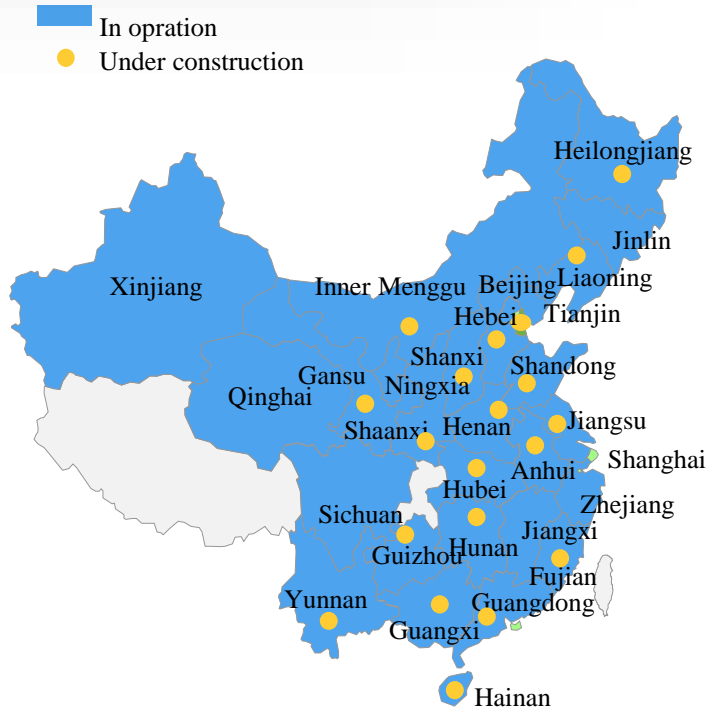 In opration
Under construction
Heilongjiang
Jinlin
Liaoning
Beijing
Inner Menggu
Xinjiang
Hebei
Tianjin
Shanxi
Shandong
Gansu
Ningxia
Qinghai
Shaanxi
Henan
Jiangsu
Anhui
Shanghai
Hubei
Zhejiang
Sichuan
Jiangxi
Guizhou
Hunan
Fujian
Yunnan
Guangdong
Guangxi
Hainan